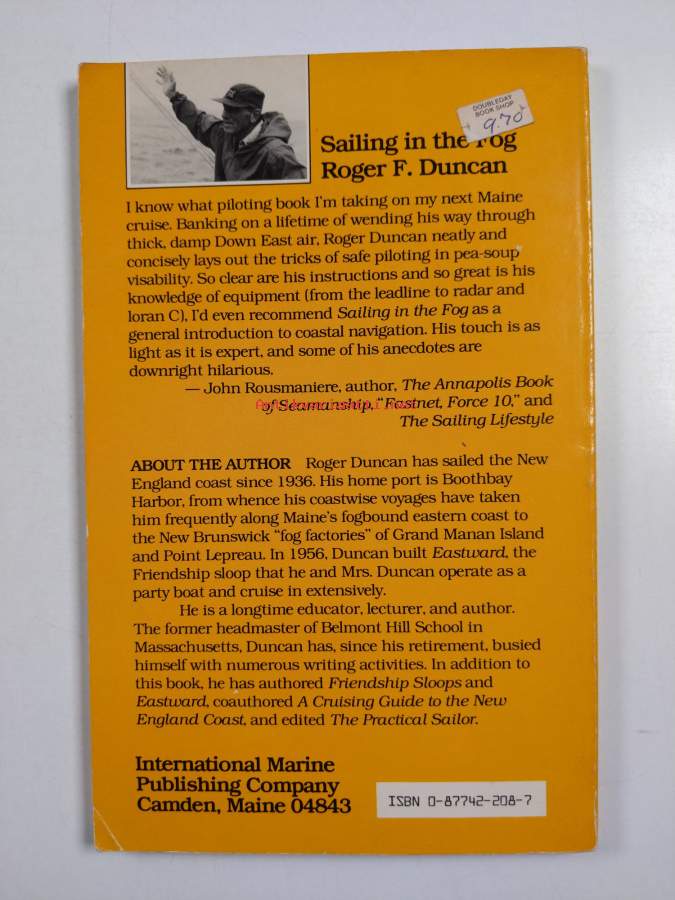 DOUBLEDAY
BOOK SHOP
9.70
Sailing in the Fog
Roger F. Duncan
I know what piloting book I'm taking on my next Maine
cruise. Banking on a lifetime of wending his way through
thick, damp Down East air, Roger Duncan neatly and
concisely lays out the tricks of safe piloting in pea-soup
visability. So clear are his instructions and so great is his
knowledge of equipment (from the leadline to radar and
loran C), I'd even recommend Sailing in the Fog as a
general introduction to coastal navigation. His touch is as
light as it is expert, and some of his anecdotes are
downright hilarious.
— John Rousmaniere, author, The Annapolis Book
of Seamanship, "Fastnet, Force 10," and
The Sailing Lifestyle
ABOUT THE AUTHOR Roger Duncan has sailed the New
England coast since 1936. His home port is Boothbay
Harbor, from whence his coastwise voyages have taken
him frequently along Maine's fogbound eastern coast to
the New Brunswick "fog factories" of Grand Manan Island
and Point Lepreau. In 1956, Duncan built Eastward, the
Friendship sloop that he and Mrs. Duncan operate as a
party boat and cruise in extensively.
He is a longtime educator, lecturer, and author.
The former headmaster of Belmont Hill School in
Massachusetts, Duncan has, since his retirement, busied
himself with numerous writing activities. In addition to
this book, he has authored Friendship Sloops and
Eastward, coauthored A Cruising Guide to the New
England Coast, and edited The Practical Sailor.
International Marine
Publishing Company
Camden, Maine 04843
ISBN 0-87742-208-7